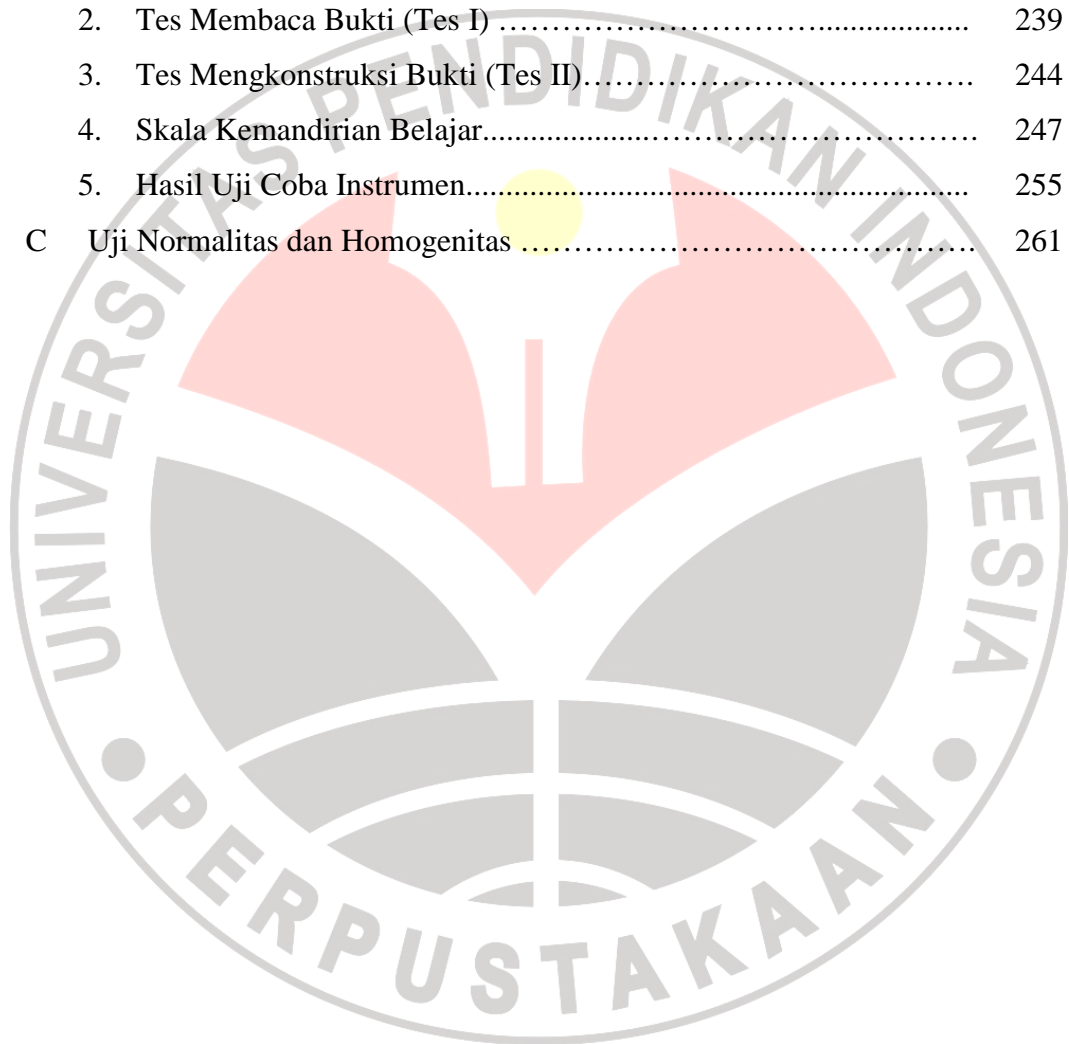 2. Tes Membaca Bukti (Tes I) ………………………….................... 239
3. Tes Mengkonstruksi Bukti (Tes II)……………………………………. 244
4. Skala Kemandirian Belajar.........................……………………………… 247
5. Hasil Uji Coba Instrumen........................................................................ 255
C Uji Normalitas dan Homogenitas ……………………………………. 261
UNIVERSITAS PENDIDIKAN INDONESIA
PERPUSTAKAAN